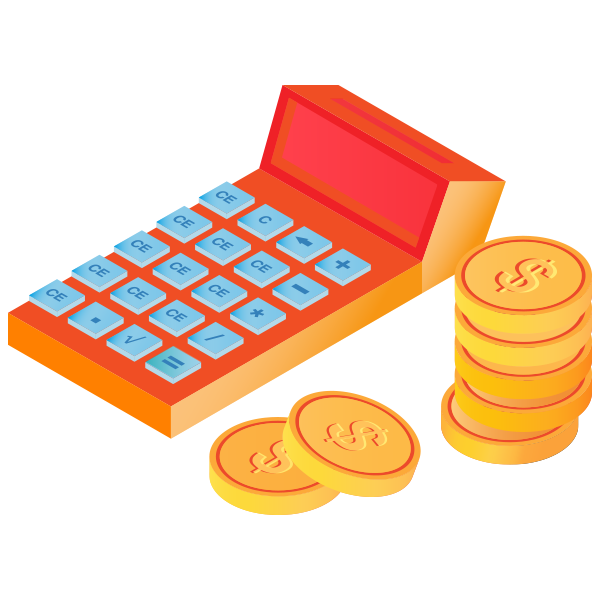 CE C ⬅ +
CE CE CE −
CE CE CE *
CE CE CE /
CE . √ =
$
$
$